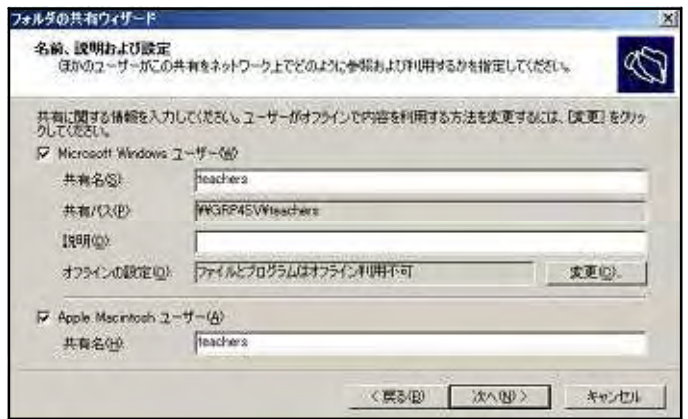 フォルダの共有ウィザード
名前、説明および設定
ほかのユーザーがこの共有をネットワーク上でどのように参照および利用するかを指定してください。
共有に関する情報を入力してください。ユーザーがオフラインで内容を利用する方法を変更するには、[変更] をクリッ
クしてください。
Microsoft Windows ユーザー(W)
共有名(S): teachers
共有パス(P): ¥¥GRP4SV¥teachers
説明(D):
オフラインの設定(O): ファイルとプログラムはオフライン利用不可 変更(C)...
Apple Macintosh ユーザー(A)
共有名(H): teachers
< 戻る(B) 次へ(N) > キャンセル